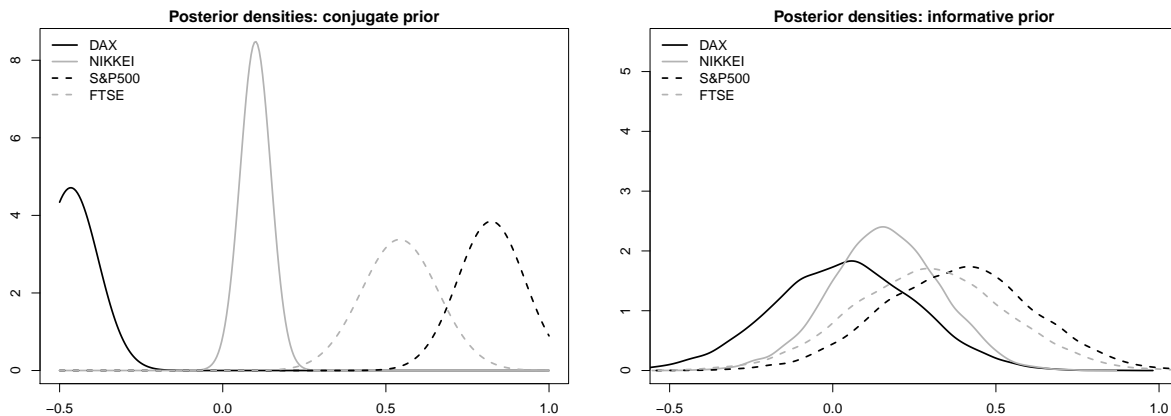 Posterior densities: conjugate prior
DAX
NIKKEI
S&P500
FTSE
8
6
4
2
0
−0.5 0.0 0.5 1.0
Posterior densities: informative prior
DAX
NIKKEI
S&P500
FTSE
5
4
3
2
1
0
−0.5 0.0 0.5 1.0